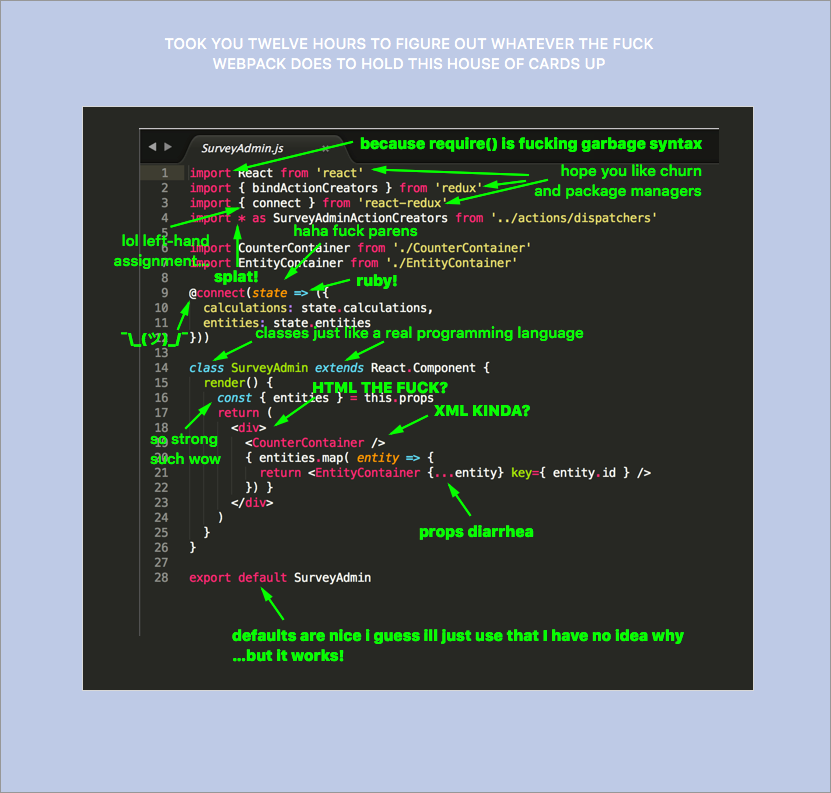 TOOK YOU TWELVE HOURS TO FIGURE OUT WHATEVER THE FUCK
WEBPACK DOES TO HOLD THIS HOUSE OF CARDS UP
SurveyAdmin.js ×
because require() is fucking garbage syntax
1 import React from 'react'
hope you like churn
and package managers
2 import { bindActionCreators } from 'redux'
3 import { connect } from 'react-redux'
4 import * as SurveyAdminActionCreators from '../actions/dispatchers'
lol left-hand
assignment...
haha fuck parens
6 import CounterContainer from './CounterContainer'
7 import EntityContainer from './EntityContainer'
splat!
ruby!
8
9 @connect(state => ({
10 calculations: state.calculations,
11 entities: state.entities
¯\_(ツ)_/¯
12 }))
classes just like a real programming language
13
14 class SurveyAdmin extends React.Component {
15 render() {
HTML THE FUCK?
16 const { entities } = this.props
XML KINDA?
17 return (
18 <div>
so strong
such wow
19 <CounterContainer />
20 { entities.map( entity => {
21 return <EntityContainer {...entity} key={ entity.id } />
22 }) }
23 </div>
24 )
props diarrhea
25 }
26 }
27
28 export default SurveyAdmin
defaults are nice i guess ill just use that I have no idea why
...but it works!